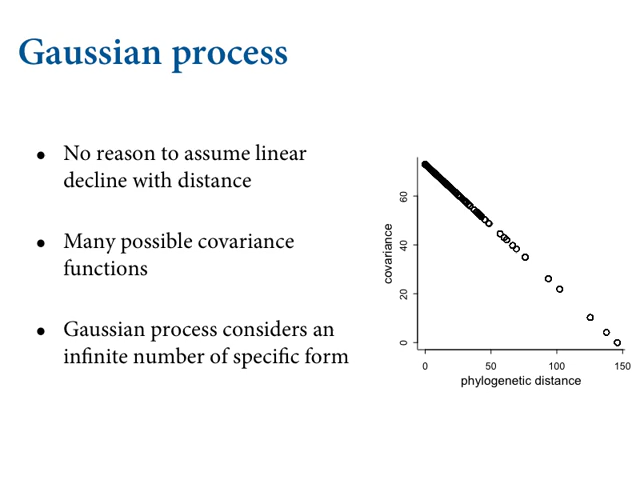 Gaussian process
• No reason to assume linear
decline with distance
• Many possible covariance
functions
• Gaussian process considers an
infinite number of specific form
covariance
60
40
20
0
0 50 100 150
phylogenetic distance